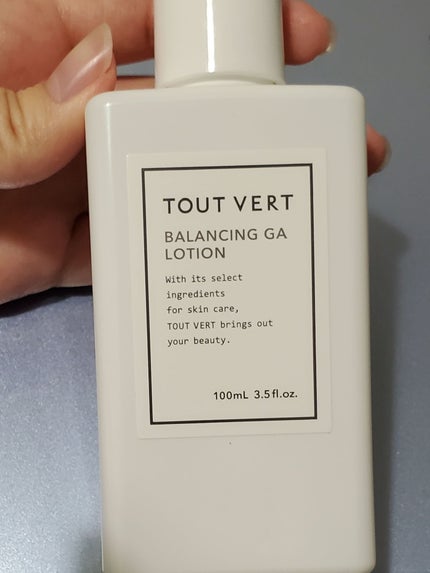 TOUT VERT
BALANCING GA
LOTION
With its select
ingredients
for skin care,
TOUT VERT brings out
your beauty.
100mL 3.5fl.oz.